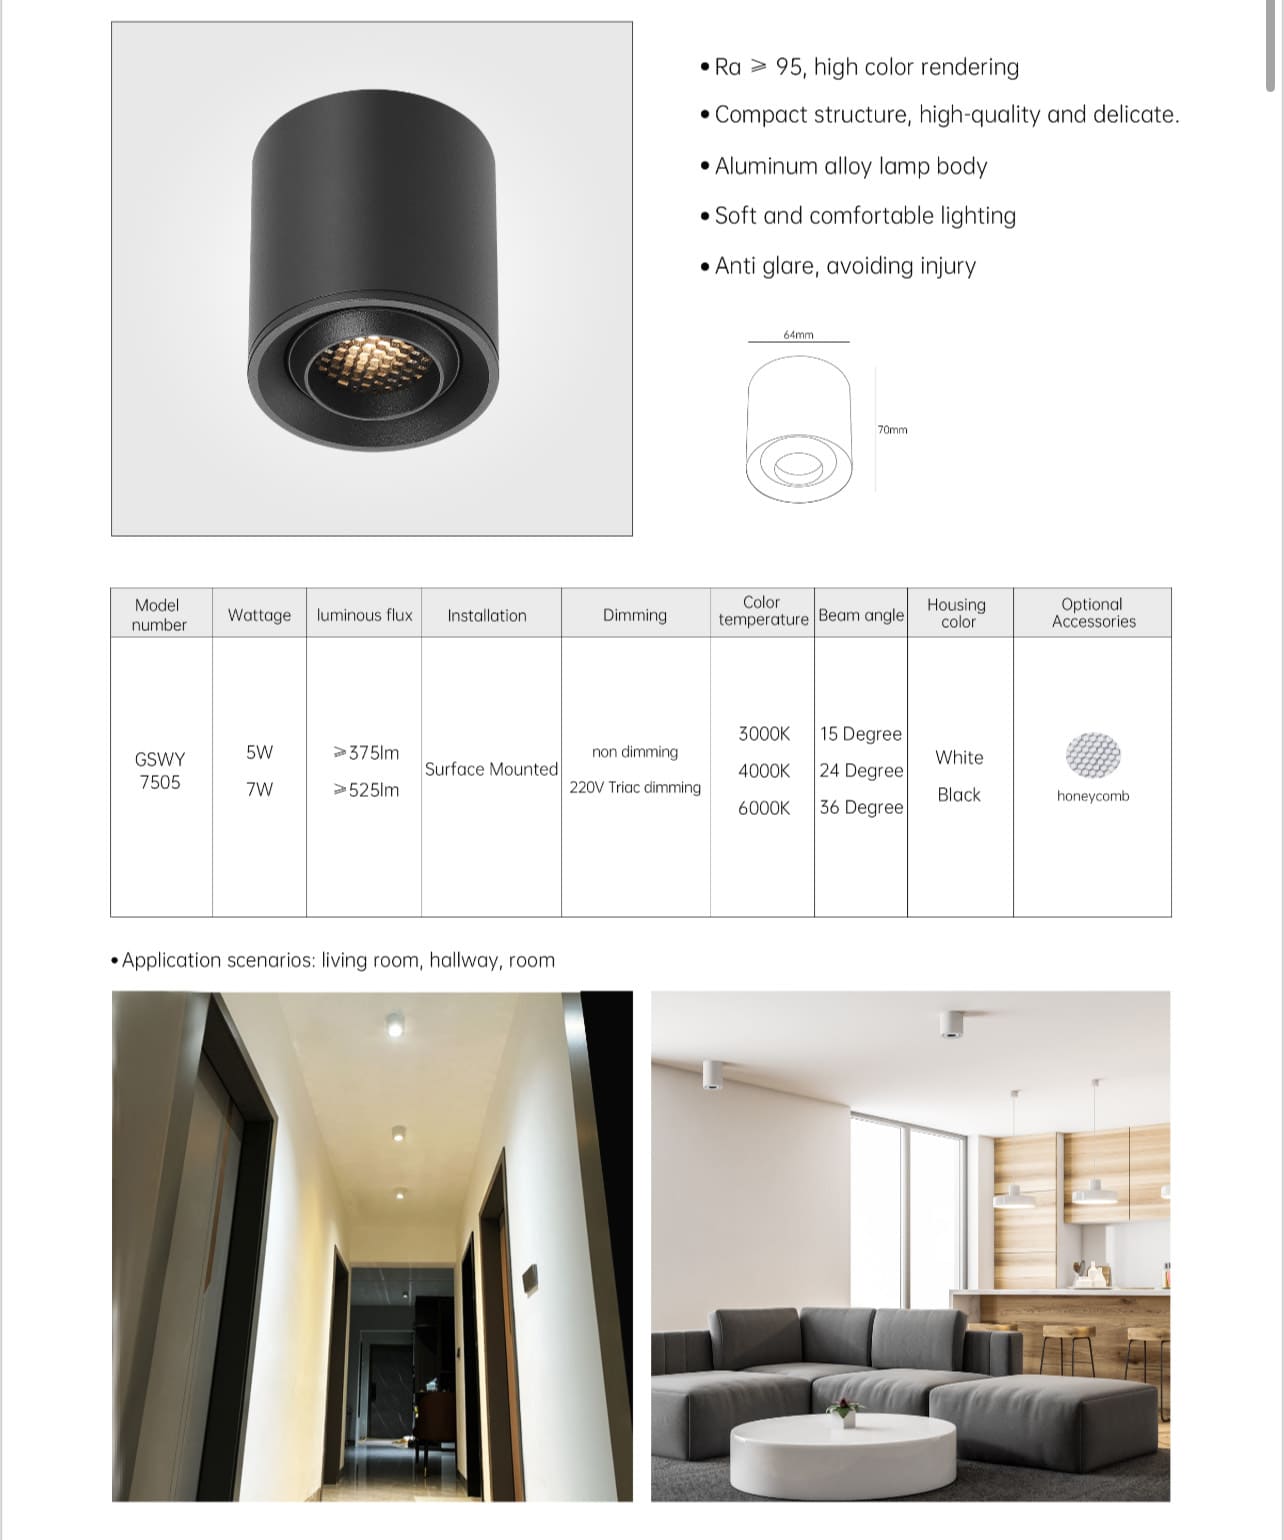 • Ra ⩾ 95, high color rendering
• Compact structure, high-quality and delicate.
• Aluminum alloy lamp body
• Soft and comfortable lighting
• Anti glare, avoiding injury
64mm
70mm
Model number
Wattage
luminous flux
Installation
Dimming
Color temperature
Beam angle
Housing color
Optional Accessories
GSWY
7505
5W
7W
⩾375lm
⩾525lm
Surface Mounted
non dimming
220V Triac dimming
3000K
4000K
6000K
15 Degree
24 Degree
36 Degree
White
Black
honeycomb
• Application scenarios: living room, hallway, room